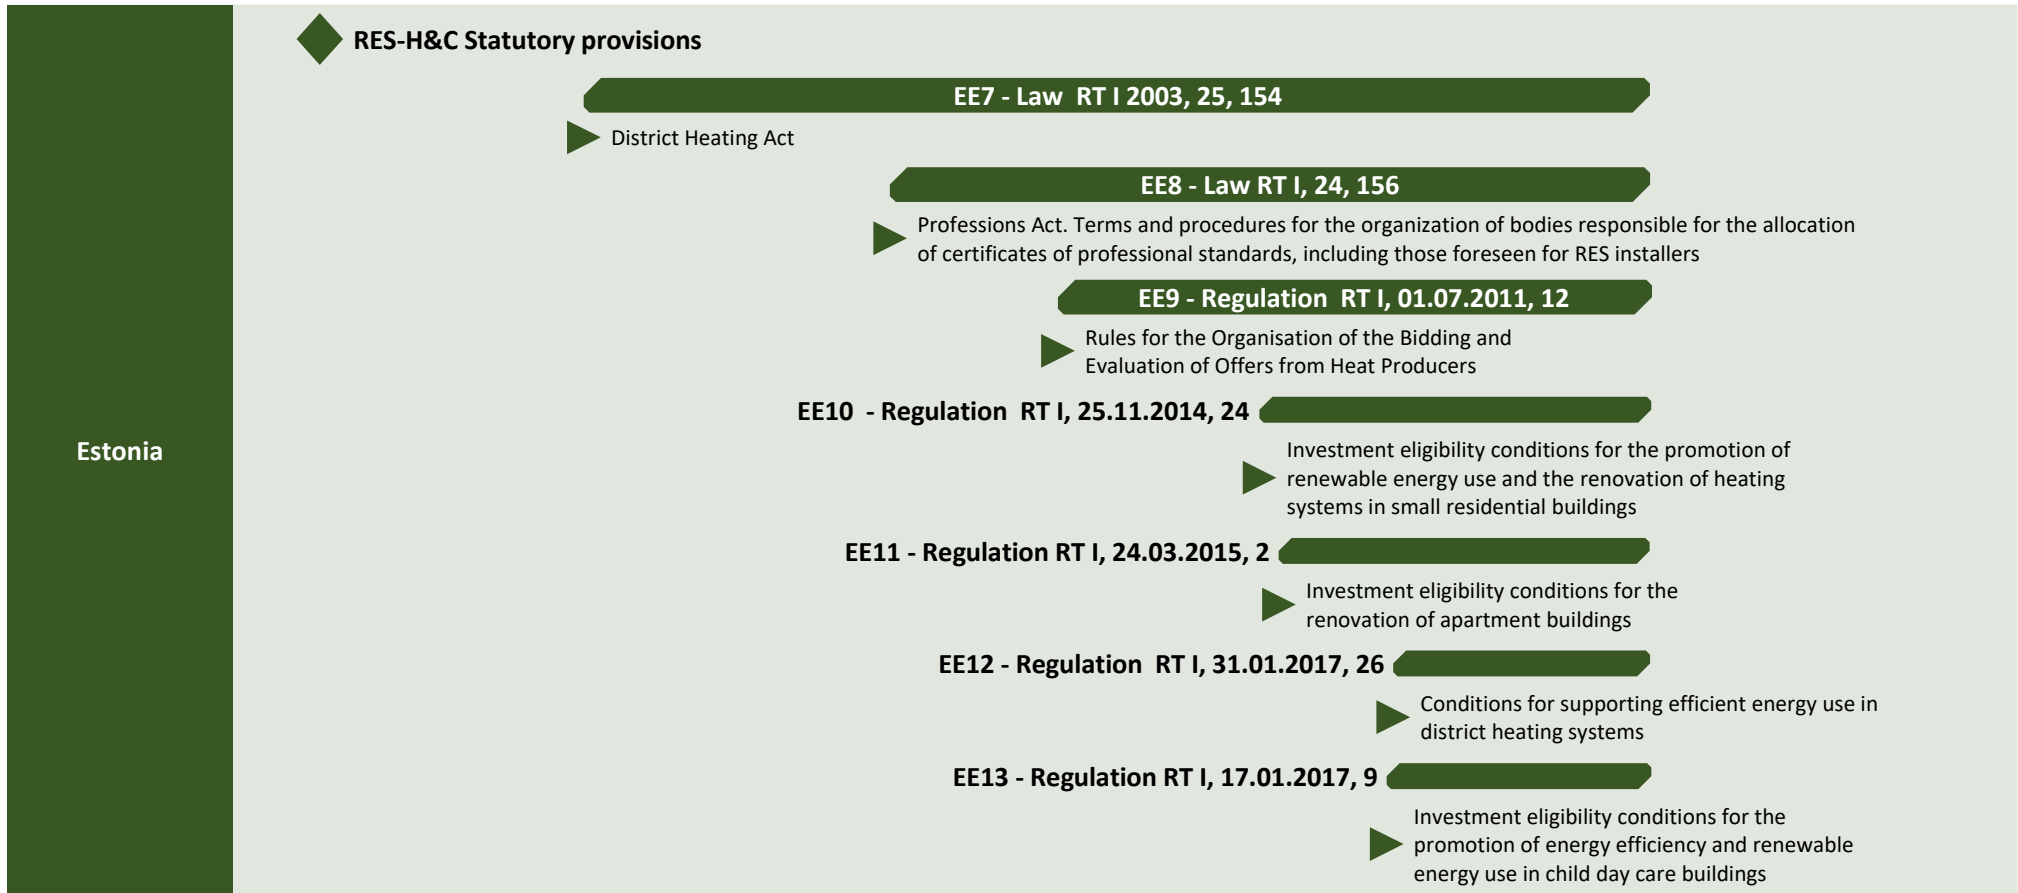 RES-H&C Statutory provisions
EE7 - Law RT I 2003, 25, 154
District Heating Act
EE8 - Law RT I, 24, 156
Professions Act. Terms and procedures for the organization of bodies responsible for the allocation
of certificates of professional standards, including those foreseen for RES installers
EE9 - Regulation RT I, 01.07.2011, 12
Rules for the Organisation of the Bidding and
Evaluation of Offers from Heat Producers
EE10 - Regulation RT I, 25.11.2014, 24
Estonia
Investment eligibility conditions for the promotion of
renewable energy use and the renovation of heating
systems in small residential buildings
EE11 - Regulation RT I, 24.03.2015, 2
Investment eligibility conditions for the
renovation of apartment buildings
EE12 - Regulation RT I, 31.01.2017, 26
Conditions for supporting efficient energy use in
district heating systems
EE13 - Regulation RT I, 17.01.2017, 9
Investment eligibility conditions for the
promotion of energy efficiency and renewable
energy use in child day care buildings